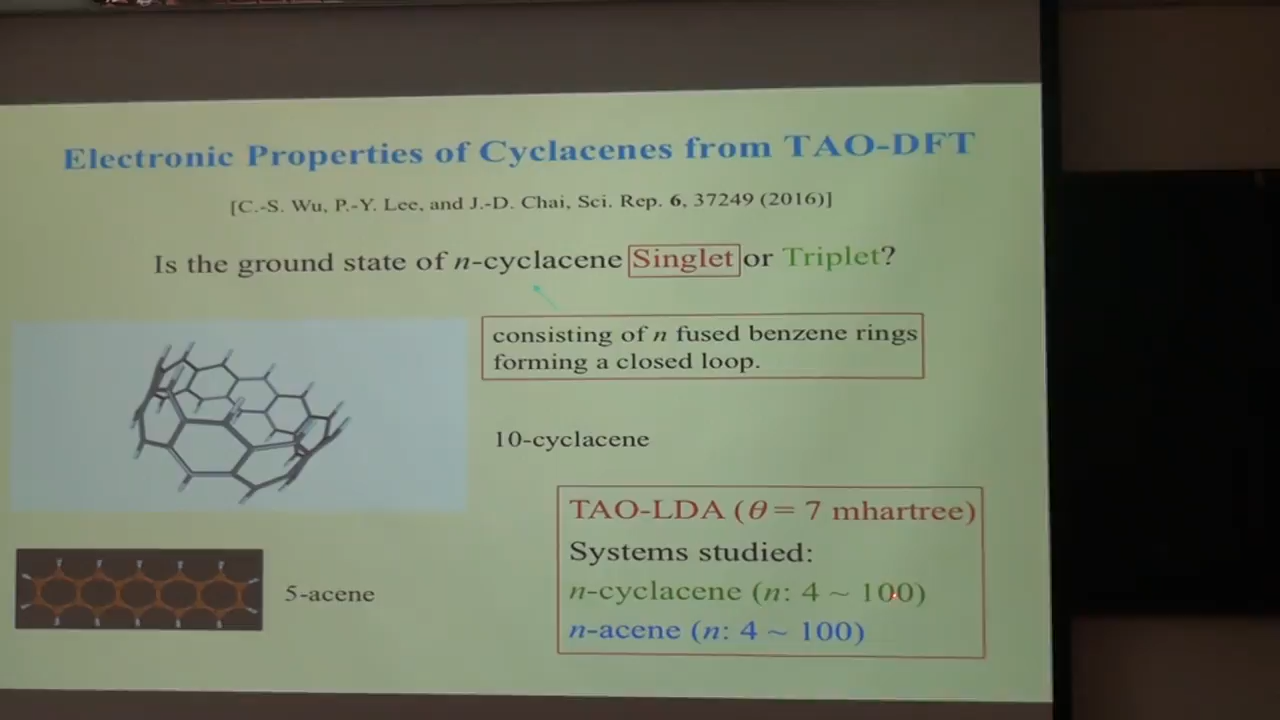 Electronic Properties of Cyclacenes from TAO-DFT
[C.-S. Wu, P.-Y. Lee, and J.-D. Chai, Sci. Rep. 6, 37249 (2016)]
Is the ground state of n-cyclacene Singlet or Triplet?
consisting of n fused benzene rings
forming a closed loop.
10-cyclacene
TAO-LDA (θ = 7 mhartree)
Systems studied:
n-cyclacene (n: 4 ~ 100)
n-acene (n: 4 ~ 100)
5-acene